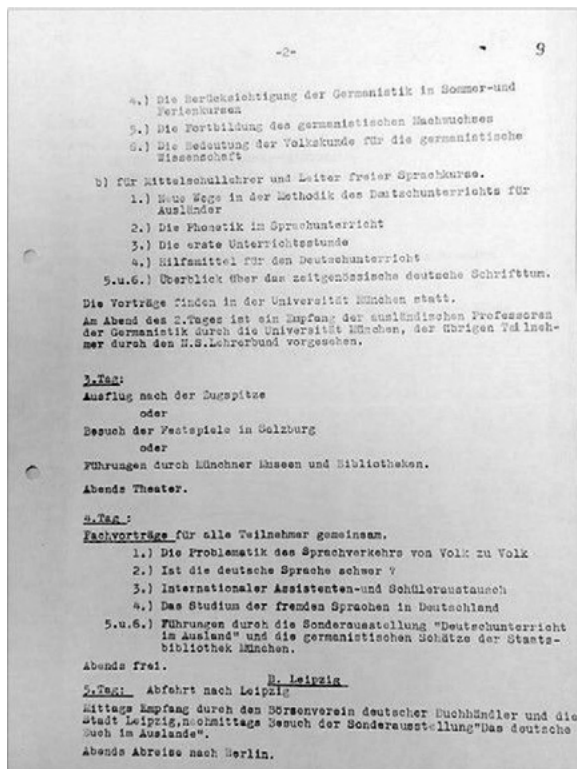 -2-
9
4.) Die Berücksichtigung der Germanistik in Sommer-und
Ferienkursen
5.) Die Fortbildung des germanistischen Nachwuchses
6.) Die Bedeutung der Volkskunde für die germanistische
Wissenschaft
b) für Mittelschullehrer und Leiter freier Sprachkurse.
1.) Neue Wege in der Methodik des Deutschunterrichts für
Ausländer
2.) Die Phonetik im Sprachunterricht
3.) Die erste Unterrichtsstunde
4.) Hilfsmittel für den Deutschunterricht
5.u.6.) Überblick über das zeitgenössische deutsche Schrifttum.
Die Vorträge finden in der Universität München statt.
Am Abend des 2.Tages ist ein Empfang der ausländischen Professoren
der Germanistik durch die Universität München, der übrigen Teilneh-
mer durch den N.S.Lehrerbund vorgesehen.
3.Tag:
Ausflug nach der Zugspitze
oder
Besuch der Festspiele in Salzburg
oder
Führungen durch Münchner Museen und Bibliotheken.
Abends Theater.
4.Tag :
Fachvorträge für alle Teilnehmer gemeinsam.
1.) Die Problematik des Sprachverkehrs von Volk zu Volk
2.) Ist die deutsche Sprache schwer ?
3.) Internationaler Assistenten-und Schüleraustausch
4.) Das Studium der fremden Sprachen in Deutschland
5.u.6.) Führungen durch die Sonderausstellung "Deutschunterricht
im Ausland" und die germanistischen Schätze der Staats-
bibliothek München.
Abends frei.
B. Leipzig
5.Tag: Abfahrt nach Leipzig
Mittags Empfang durch den Börsenverein deutscher Buchhändler und die
Stadt Leipzig,nachmittags Besuch der Sonderausstellung"Das deutsche
Buch im Auslande".
Abends Abreise nach Berlin.